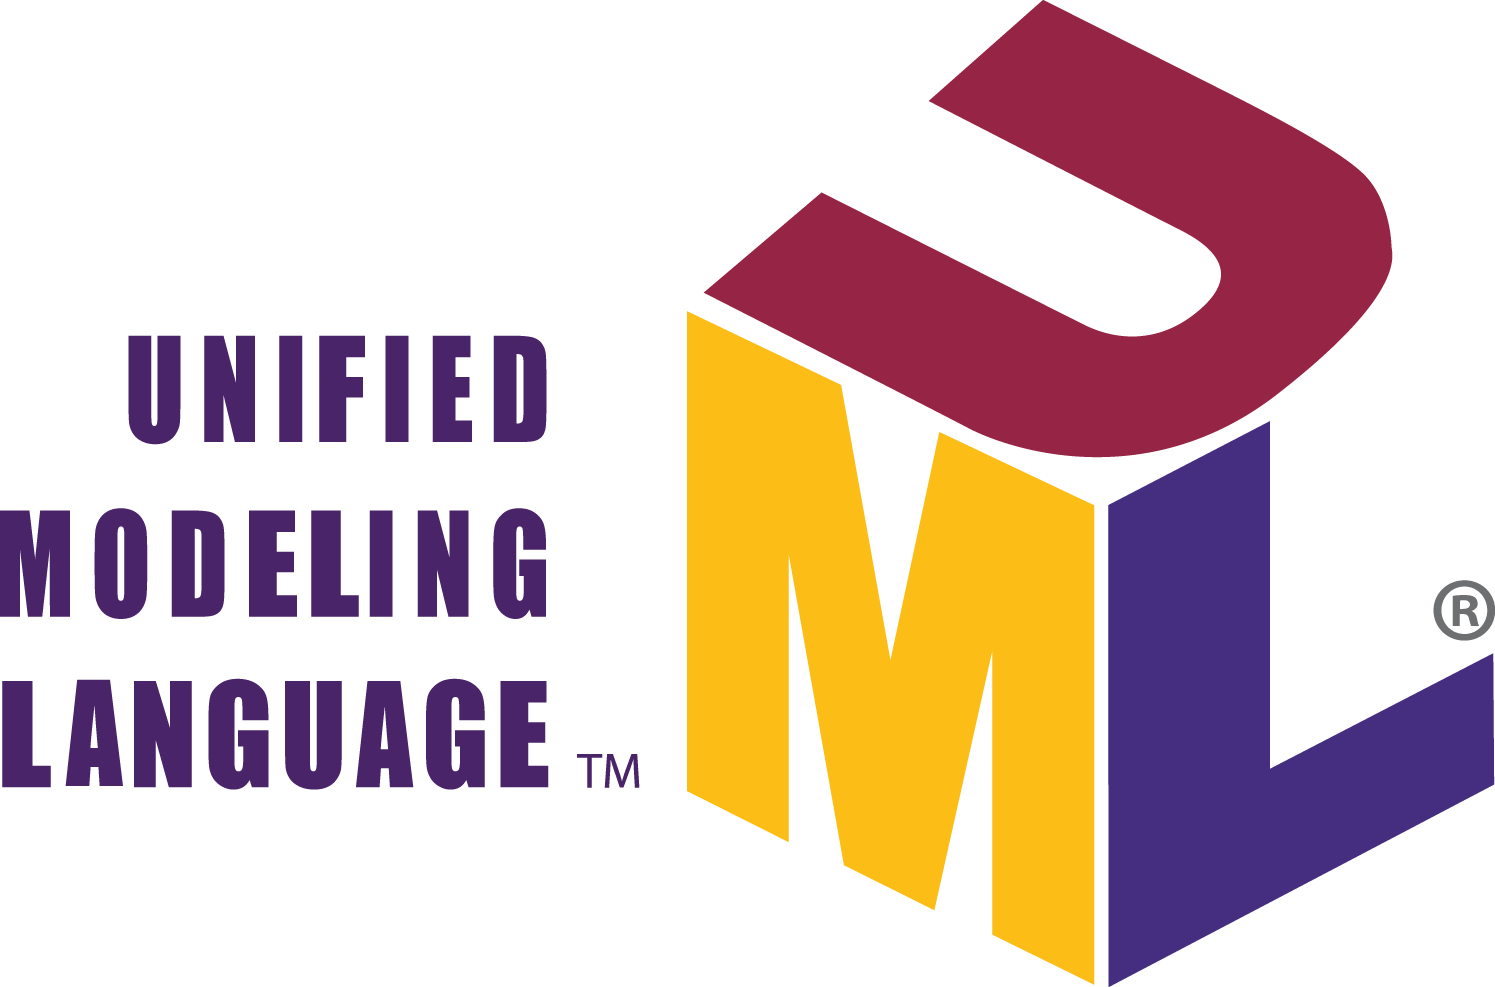 UNIFIED
MODELING
LANGUAGE ™
UML ®